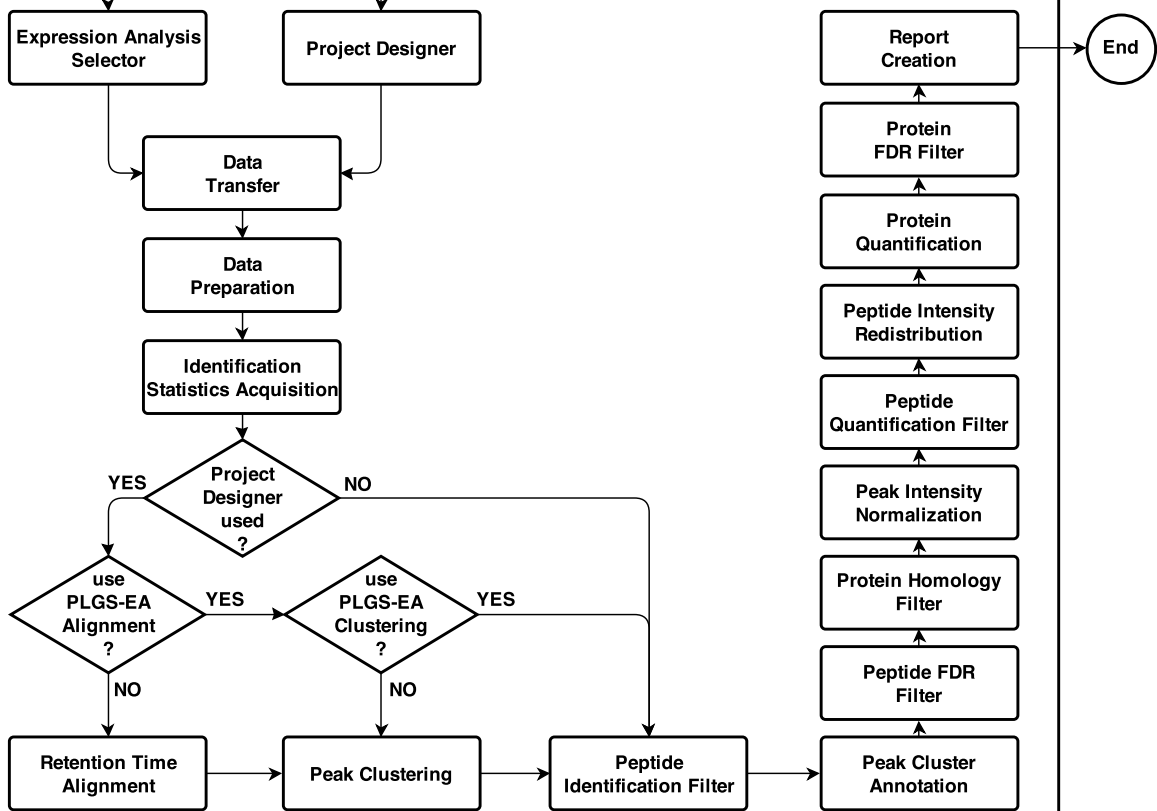 Expression Analysis
Selector
Project Designer
Data
Transfer
Data
Preparation
Identification
Statistics Acquisition
Project
Designer
used
?
YES
NO
use
PLGS-EA
Alignment
?
YES
NO
use
PLGS-EA
Clustering
?
YES
NO
Retention Time
Alignment
Peak Clustering
Peptide
Identification Filter
Peak Cluster
Annotation
Peptide FDR
Filter
Protein Homology
Filter
Peak Intensity
Normalization
Peptide
Quantification Filter
Peptide Intensity
Redistribution
Protein
Quantification
Protein
FDR Filter
Report
Creation
End